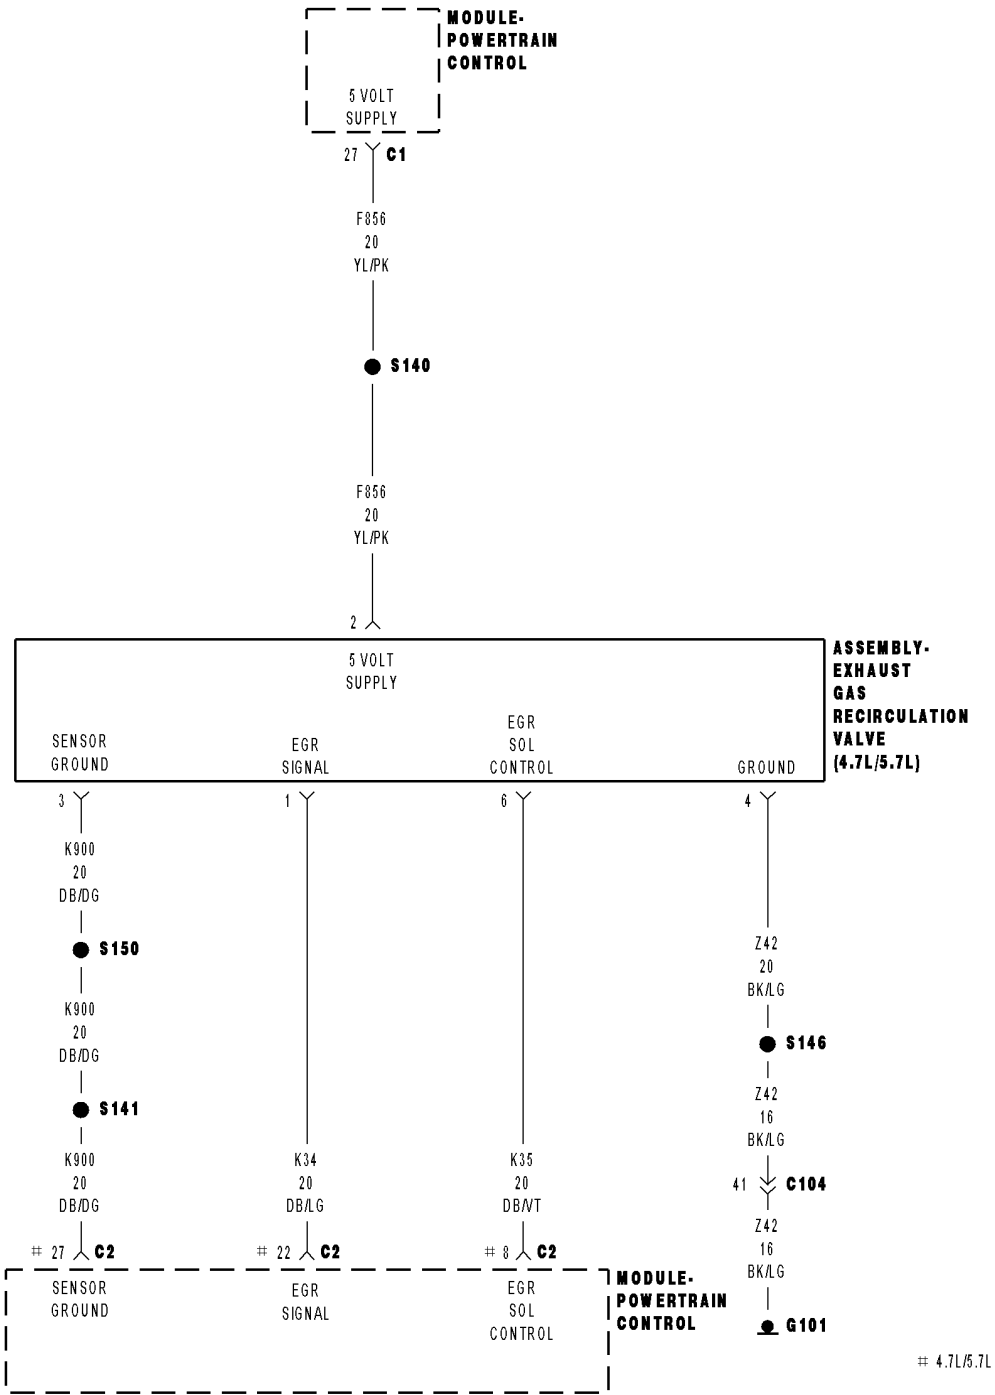 MODULE-
POWERTRAIN
CONTROL
5 VOLT
SUPPLY
27 C1
F856
20
YL/PK
S140
F856
20
YL/PK
2
5 VOLT
SUPPLY
ASSEMBLY-
EXHAUST
GAS
RECIRCULATION
VALVE
(4.7L/5.7L)
SENSOR
GROUND
EGR
SIGNAL
EGR
SOL
CONTROL
GROUND
3
1
6
4
K900
20
DB/DG
S150
K900
20
DB/DG
S141
K900
20
DB/DG
# 27 C2
K34
20
DB/LG
# 22 C2
K35
20
DB/VT
# 8 C2
Z42
20
BK/LG
S146
Z42
16
BK/LG
41 C104
Z42
16
BK/LG
G101
SENSOR
GROUND
EGR
SIGNAL
EGR
SOL
CONTROL
MODULE-
POWERTRAIN
CONTROL
# 4.7L/5.7L